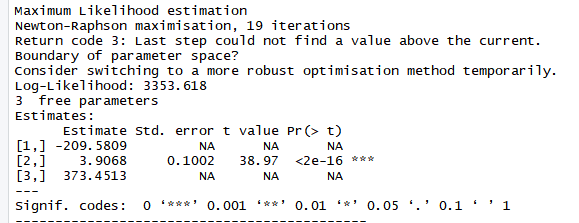 Maximum Likelihood estimation
Newton-Raphson maximisation, 19 iterations
Return code 3: Last step could not find a value above the current.
Boundary of parameter space?
Consider switching to a more robust optimisation method temporarily.
Log-Likelihood: 3353.618
3  free parameters
Estimates:
      Estimate Std. error t value Pr(> t)
[1,] -209.5809         NA      NA      NA
[2,]    3.9068     0.1002   38.97  <2e-16 ***
[3,]  373.4513         NA      NA      NA
---
Signif. codes:  0 ‘***’ 0.001 ‘**’ 0.01 ‘*’ 0.05 ‘.’ 0.1 ‘ ’ 1
--------------------------------------------